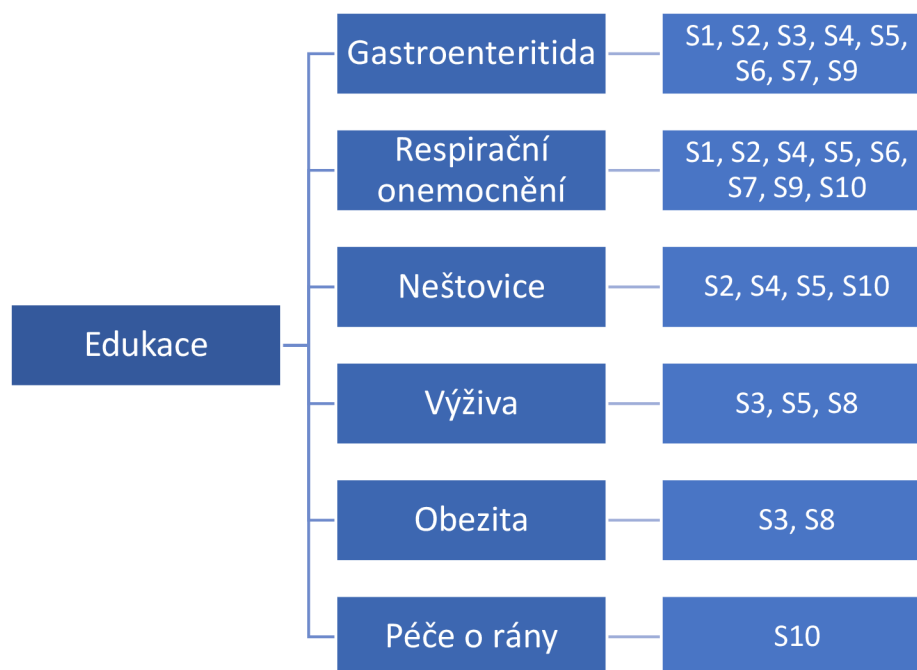 Edukace
Gastroenteritida
S1, S2, S3, S4, S5,
S6, S7, S9
Respirační
onemocnění
S1, S2, S4, S5, S6,
S7, S9, S10
Neštovice
S2, S4, S5, S10
Výživa
S3, S5, S8
Obezita
S3, S8
Péče o rány
S10